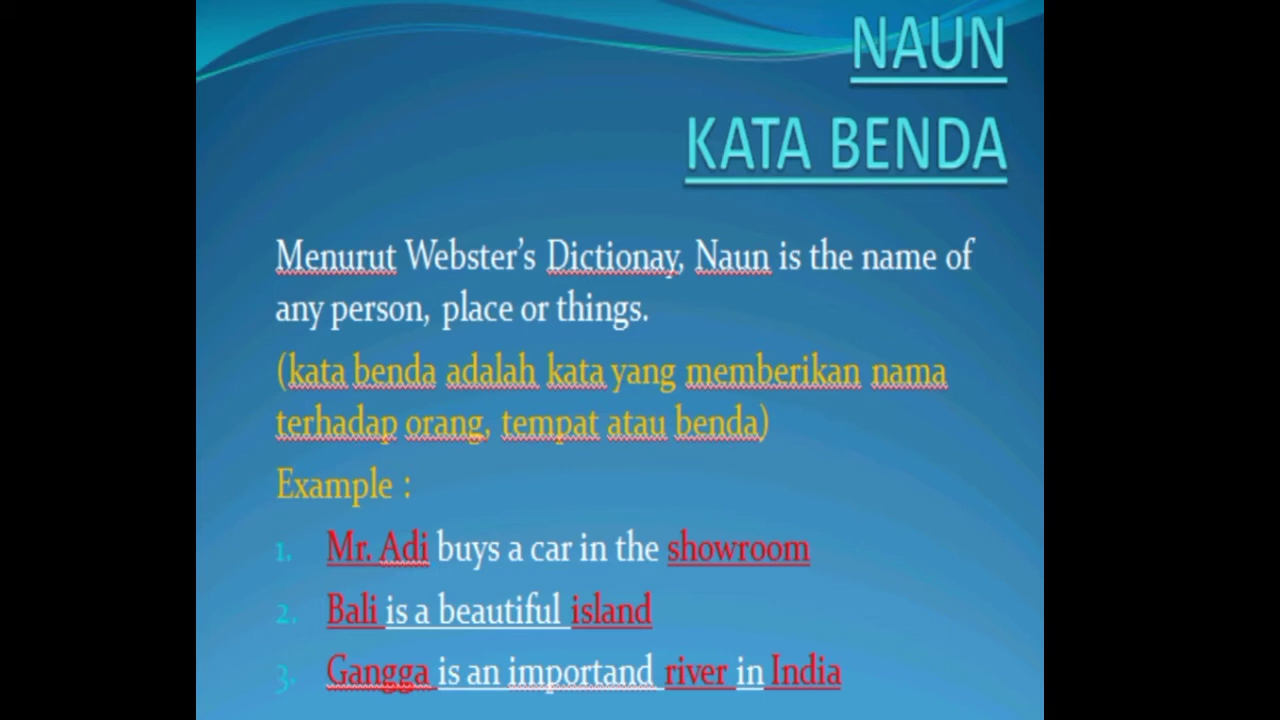 NAUN
KATA BENDA
Menurut Webster’s Dictionay, Naun is the name of
any person, place or things.
(kata benda adalah kata yang memberikan nama
terhadap orang, tempat atau benda)
Example :
1. Mr. Adi buys a car in the showroom
2. Bali is a beautiful island
3. Gangga is an importand river in India